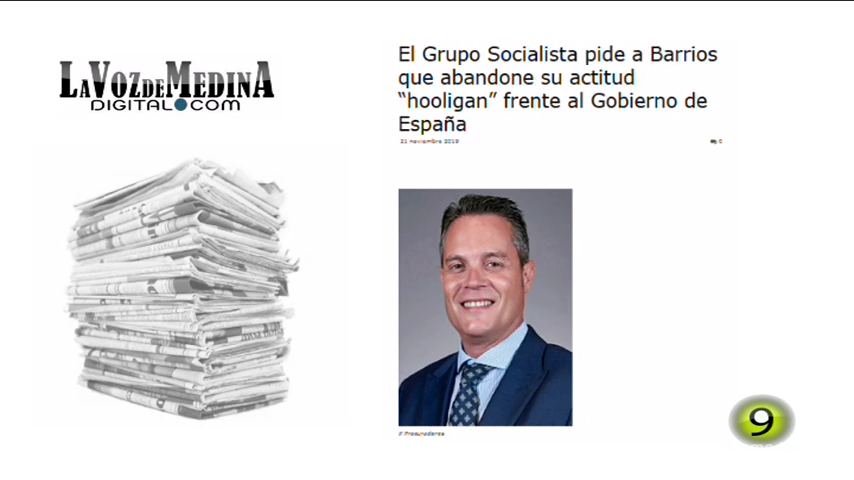 LAVOZDEMEDINA
DIGITAL.COM
El Grupo Socialista pide a Barrios
que abandone su actitud
“hooligan” frente al Gobierno de
España
21 noviembre 2019
0
9